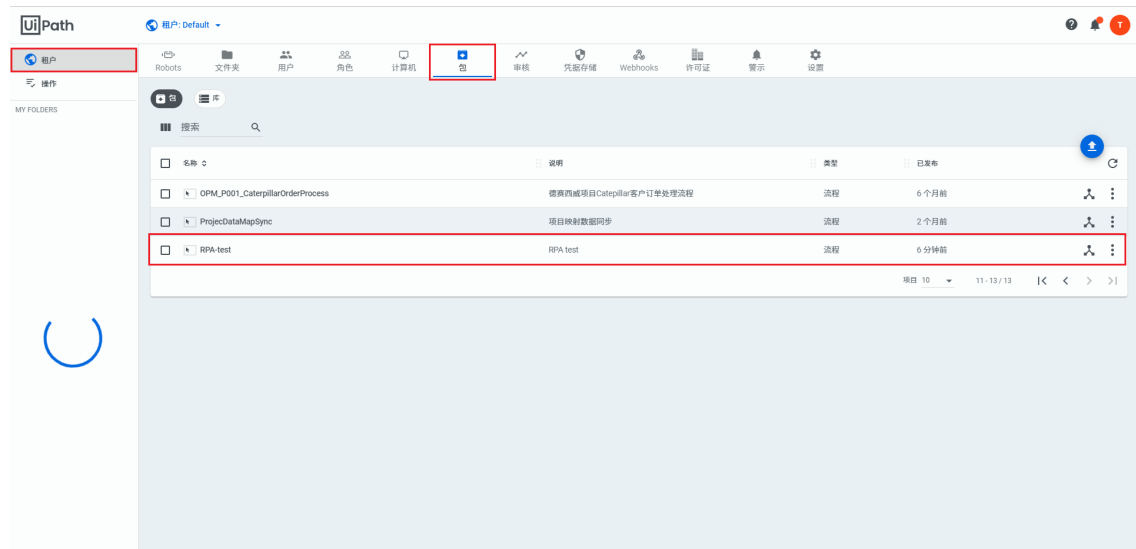 UiPath
租户: Default
租户
操作
MY FOLDERS
Robots
文件夹
用户
角色
计算机
包
审核
凭据存储
Webhooks
许可证
警示
设置
包
库
搜索
名称
说明
类型
已发布
OPM_P001_CaterpillarOrderProcess
德赛西威项目Catepillar客户订单处理流程
流程
6 个月前
ProjecDataMapSync
项目映射数据同步
流程
2 个月前
RPA-test
RPA test
流程
6 分钟前
项目 10
11 - 13 / 13
T